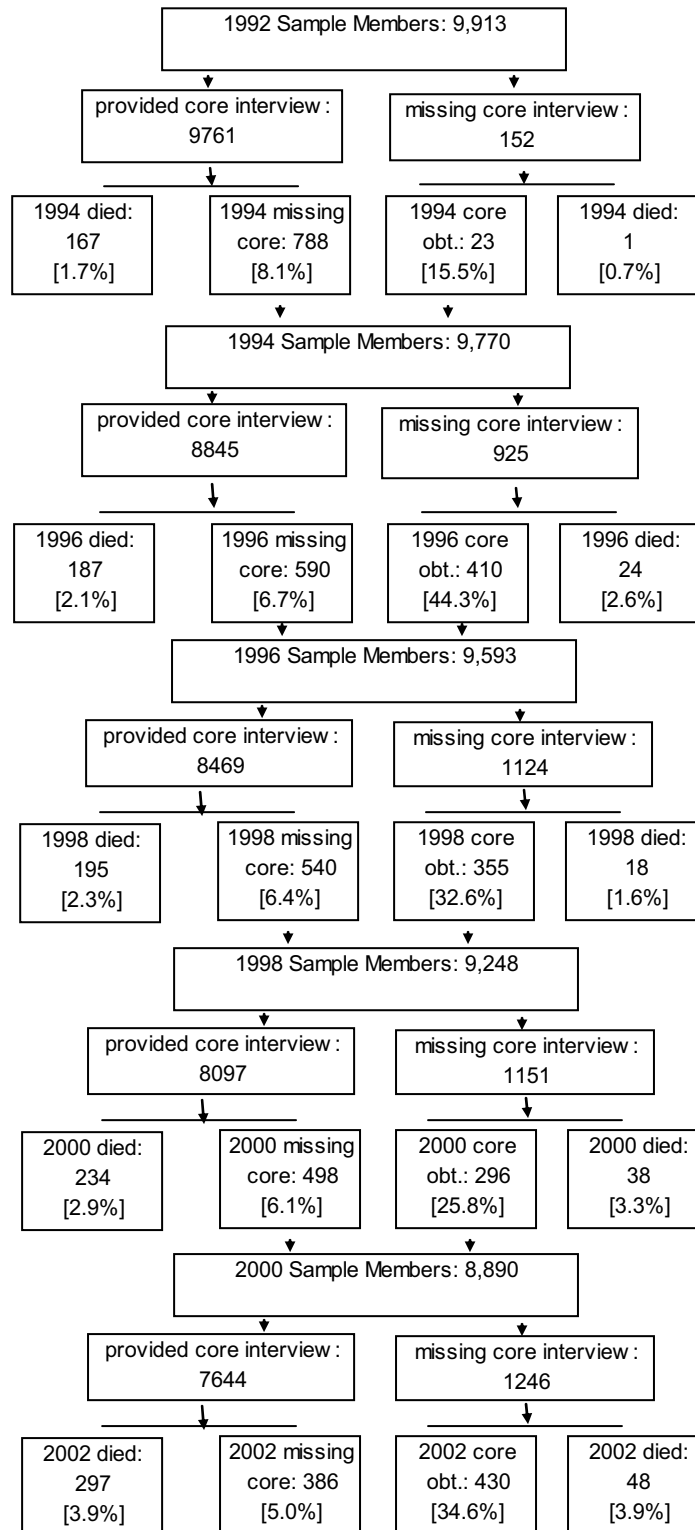 1992 Sample Members: 9,913
provided core interview :
9761
missing core interview :
152
1994 died:
167
[1.7%]
1994 missing
core: 788
[8.1%]
1994 core
obt.: 23
[15.5%]
1994 died:
1
[0.7%]
1994 Sample Members: 9,770
provided core interview :
8845
missing core interview :
925
1996 died:
187
[2.1%]
1996 missing
core: 590
[6.7%]
1996 core
obt.: 410
[44.3%]
1996 died:
24
[2.6%]
1996 Sample Members: 9,593
provided core interview :
8469
missing core interview :
1124
1998 died:
195
[2.3%]
1998 missing
core: 540
[6.4%]
1998 core
obt.: 355
[32.6%]
1998 died:
18
[1.6%]
1998 Sample Members: 9,248
provided core interview :
8097
missing core interview :
1151
2000 died:
234
[2.9%]
2000 missing
core: 498
[6.1%]
2000 core
obt.: 296
[25.8%]
2000 died:
38
[3.3%]
2000 Sample Members: 8,890
provided core interview :
7644
missing core interview :
1246
2002 died:
297
[3.9%]
2002 missing
core: 386
[5.0%]
2002 core
obt.: 430
[34.6%]
2002 died:
48
[3.9%]